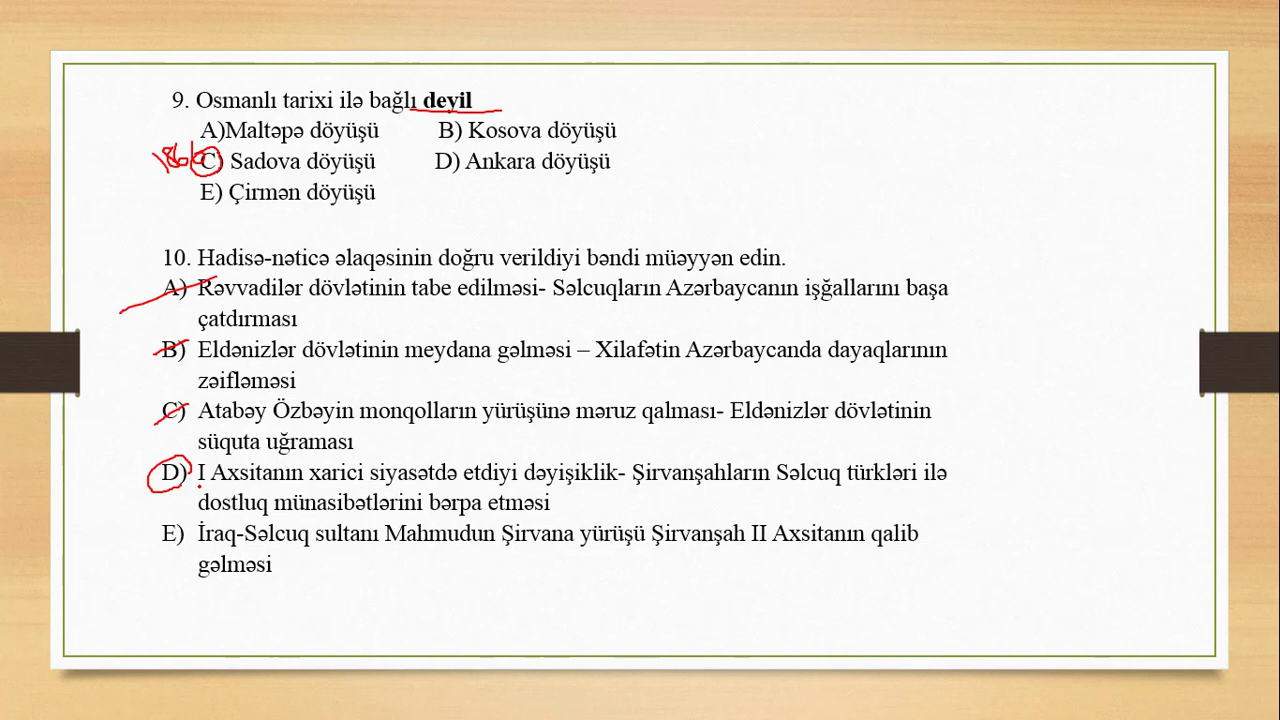 9. Osmanlı tarixi ilə bağlı deyil
A)Maltəpə döyüşü B) Kosova döyüşü
1866 C) Sadova döyüşü D) Ankara döyüşü
E) Çirmən döyüşü
10. Hadisə-nəticə əlaqəsinin doğru verildiyi bəndi müəyyən edin.
A) Rəvvadilər dövlətinin tabe edilməsi- Səlcuqların Azərbaycanın işğallarını başa
çatdırması
B) Eldənizlər dövlətinin meydana gəlməsi – Xilafətin Azərbaycanda dayaqlarının
zəifləməsi
C) Atabəy Özbəyin monqolların yürüşünə məruz qalması- Eldənizlər dövlətinin
süquta uğraması
D) I Axsitanın xarici siyasətdə etdiyi dəyişiklik- Şirvanşahların Səlcuq türkləri ilə
dostluq münasibətlərini bərpa etməsi
E) İraq-Səlcuq sultanı Mahmudun Şirvana yürüşü Şirvanşah II Axsitanın qalib
gəlməsi